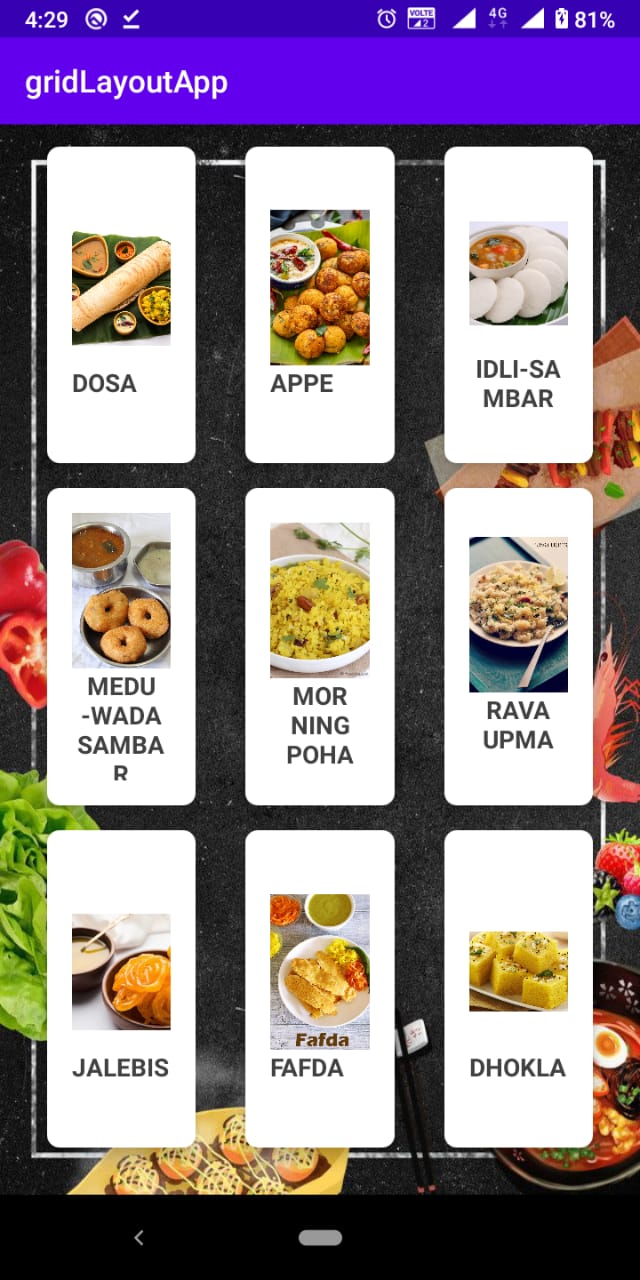 4:29
VOLTE
2
4G
81%
gridLayoutApp
DOSA
APPE
IDLI-SA
MBAR
MEDU
-WADA
SAMBA
R
MOR
NING
POHA
RAVA
UPMA
JALEBIS
Fafda
FAFDA
DHOKLA